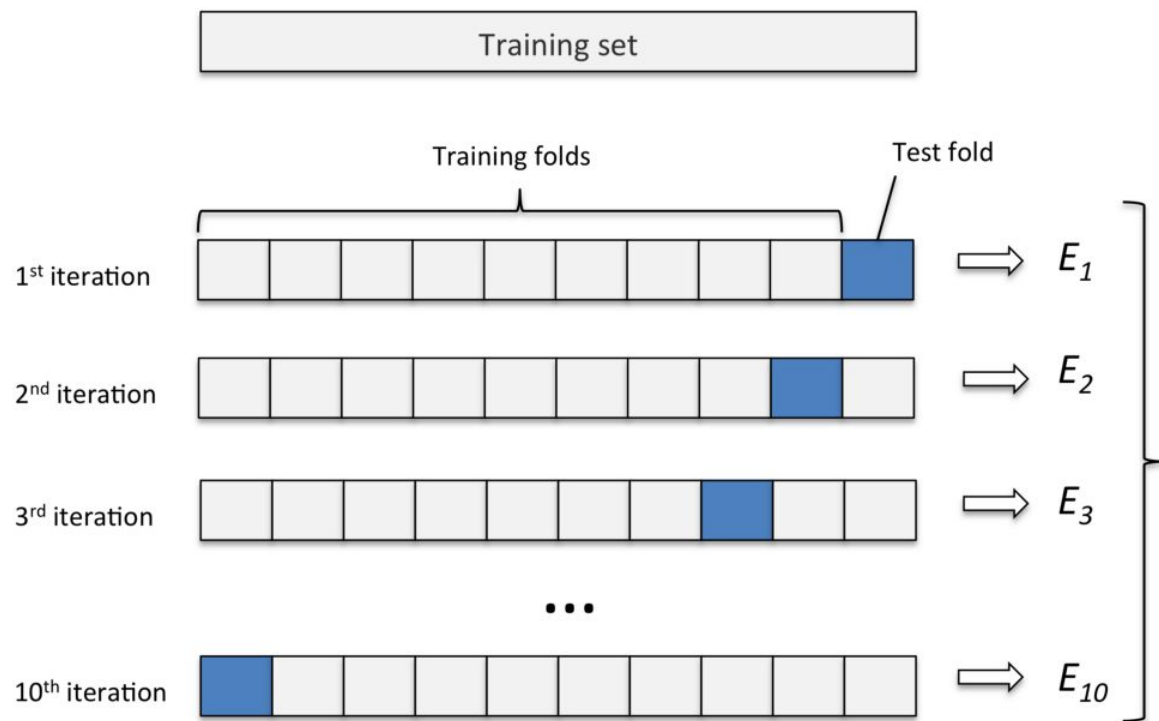 Training set
Training folds
Test fold
1st iteration
E1
2nd iteration
E2
3rd iteration
E3
...
10th iteration
E10